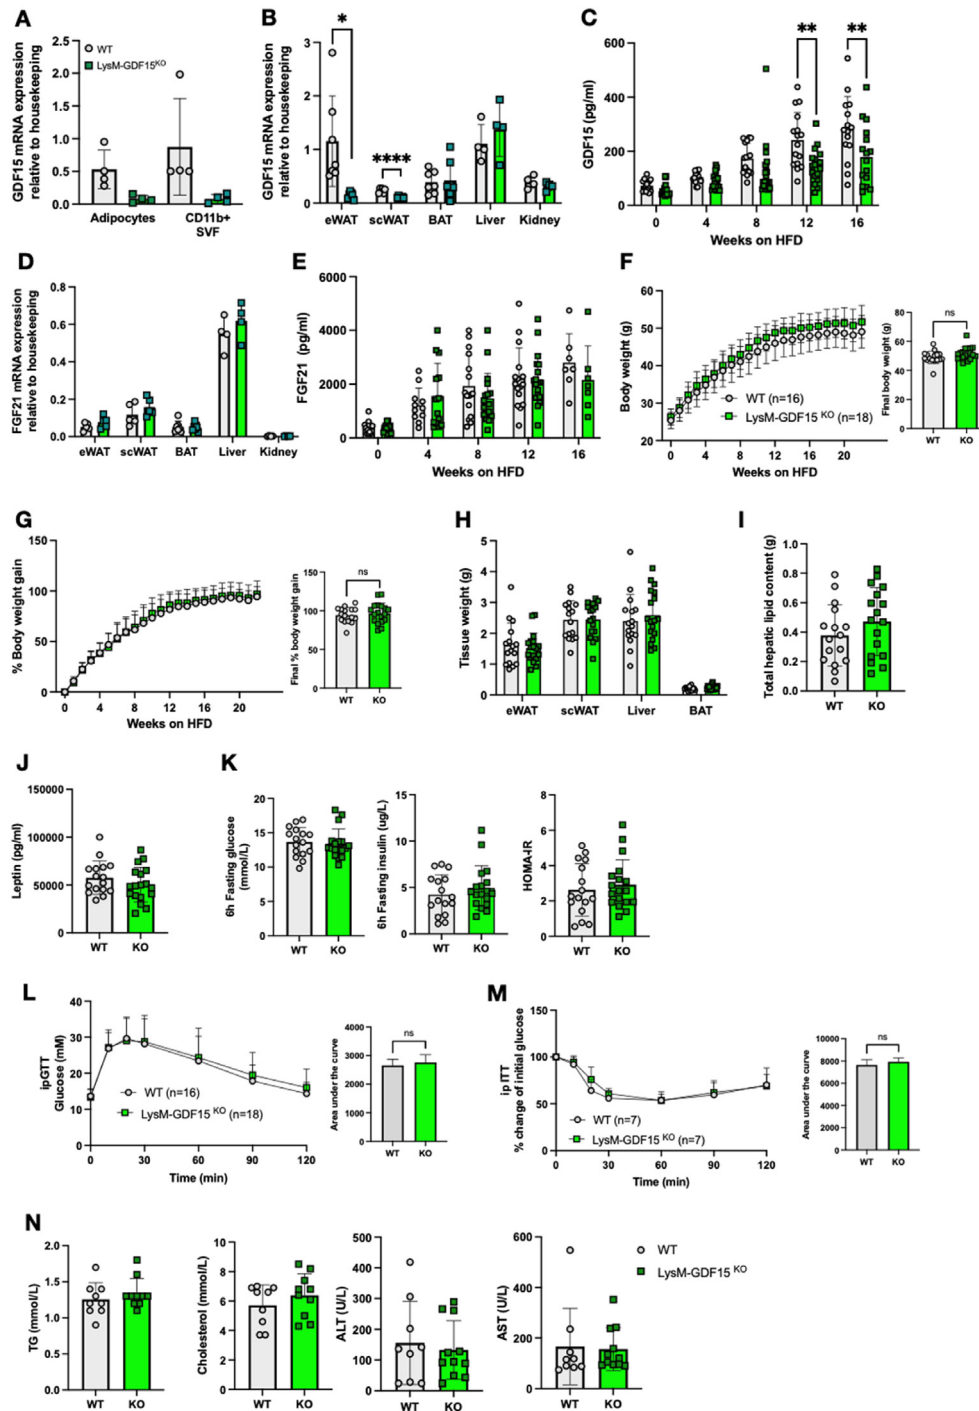 A
GDF15 mRNA expression
relative to housekeeping
2.5
2.0
1.5
1.0
0.5
0.0
WT
LysM-GDF15KO
Adipocytes
CD11b+
SVF
B
GDF15 mRNA expression
relative to housekeeping
3
2
1
0
*
****
eWAT
scWAT
BAT
Liver
Kidney
C
GDF15 (pg/ml)
600
400
200
0
**
**
0
4
8
12
16
Weeks on HFD
D
FGF21 mRNA expression
relative to housekeeping
0.8
0.6
0.4
0.2
0.0
eWAT
scWAT
BAT
Liver
Kidney
E
FGF21 (pg/ml)
6000
4000
2000
0
0
4
8
12
16
Weeks on HFD
F
Body weight (g)
60
50
40
30
20
WT (n=16)
LysM-GDF15 KO (n=18)
0
4
8
12
16
20
Weeks on HFD
Final body weight (g)
80
60
40
20
0
ns
WT
KO
G
% Body weight gain
150
100
50
0
0
4
8
12
16
20
Weeks on HFD
Final % body weight gain
150
100
50
0
ns
WT
KO
H
Tissue weight (g)
5
4
3
2
1
0
eWAT
scWAT
Liver
BAT
I
Total hepatic lipid content (g)
1.0
0.8
0.6
0.4
0.2
0.0
WT
KO
J
Leptin (pg/ml)
150000
100000
50000
0
WT
KO
K
6h Fasting glucose
(mmol/L)
20
15
10
5
0
WT
KO
6h Fasting insulin (ug/L)
15
10
5
0
WT
KO
HOMA-IR
8
6
4
2
0
WT
KO
L
ipGTT
Glucose (mM)
40
30
20
10
0
WT (n=16)
LysM-GDF15 KO (n=18)
0
30
60
90
120
Time (min)
Area under the curve
4000
3000
2000
1000
0
ns
WT
KO
M
ip ITT
% change of initial glucose
150
100
50
0
WT (n=7)
LysM-GDF15 KO (n=7)
0
30
60
90
120
Time (min)
Area under the curve
10000
8000
6000
4000
2000
0
ns
WT
KO
N
TG (mmol/L)
2.0
1.5
1.0
0.5
0.0
WT
KO
Cholesterol (mmol/L)
10
8
6
4
2
0
WT
KO
ALT (U/L)
500
400
300
200
100
0
WT
KO
AST (U/L)
600
400
200
0
WT
KO
WT
LysM-GDF15 KO